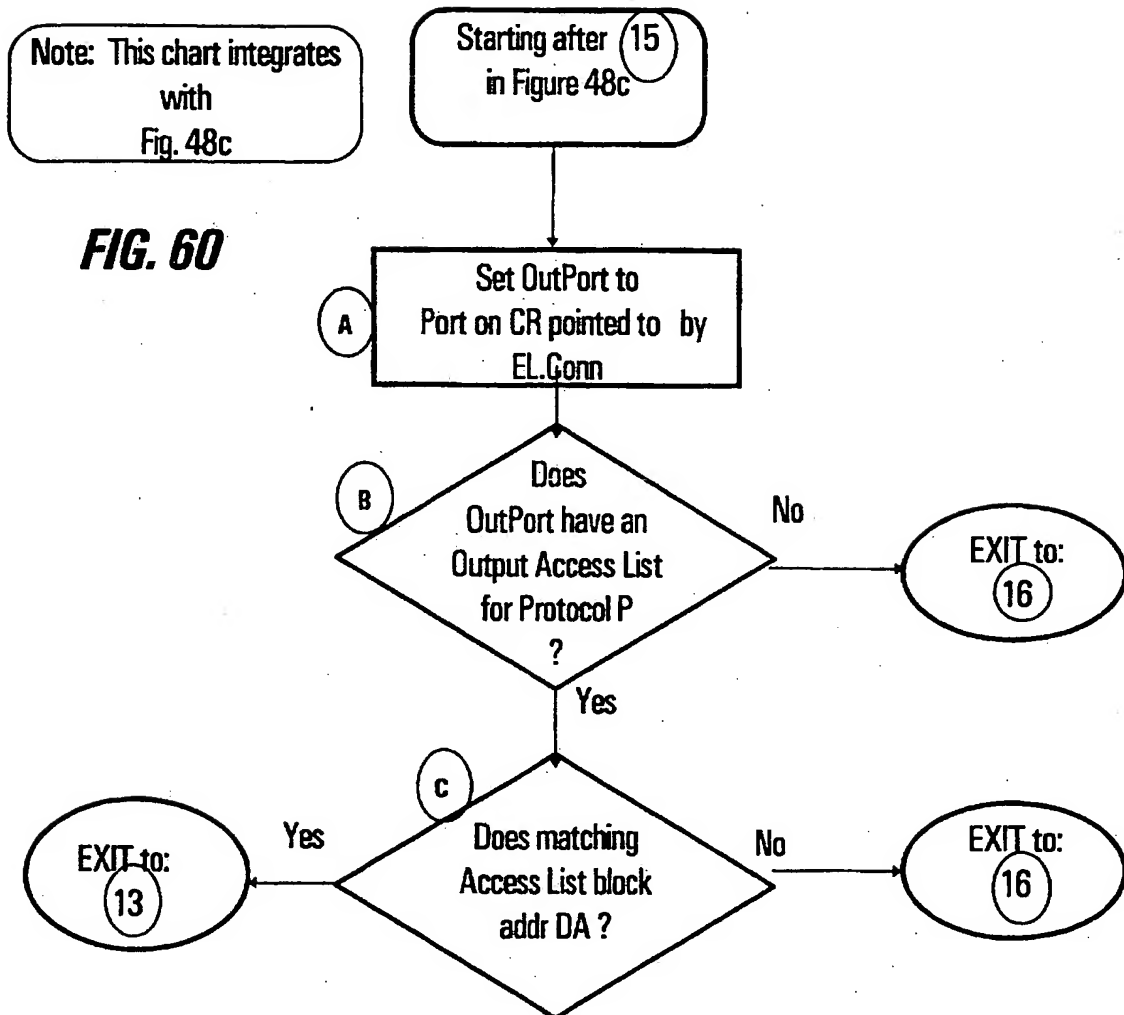 Note: This chart integrates
with
Fig. 48c
Starting after 15
in Figure 48c
FIG. 60
A
Set OutPort to
Port on CR pointed to by
EL.Conn
B
Does
OutPort have an
Output Access List
for Protocol P
?
No
EXIT to:
16
Yes
C
Does matching
Access List block
addr DA ?
Yes
EXIT to:
13
No
EXIT to:
16